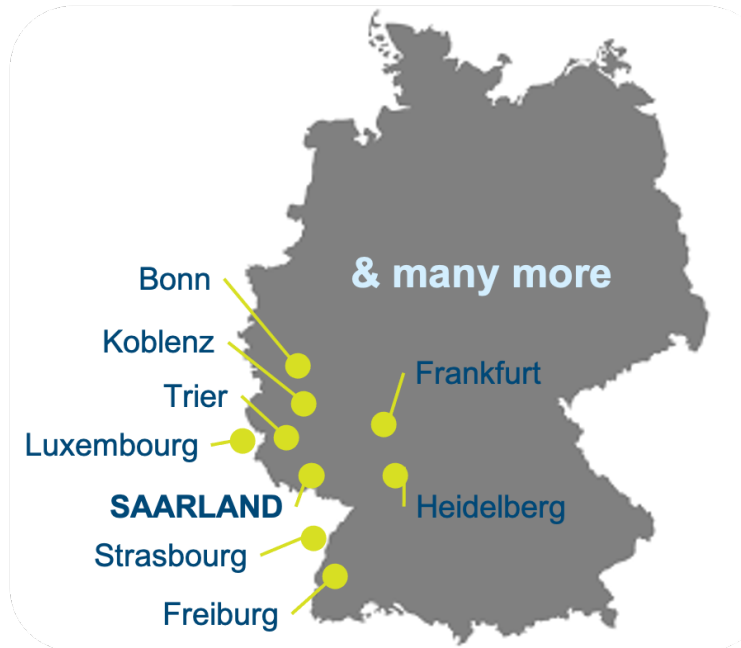 & many more
Bonn
Koblenz
Frankfurt
Trier
Luxembourg
SAARLAND
Heidelberg
Strasbourg
Freiburg